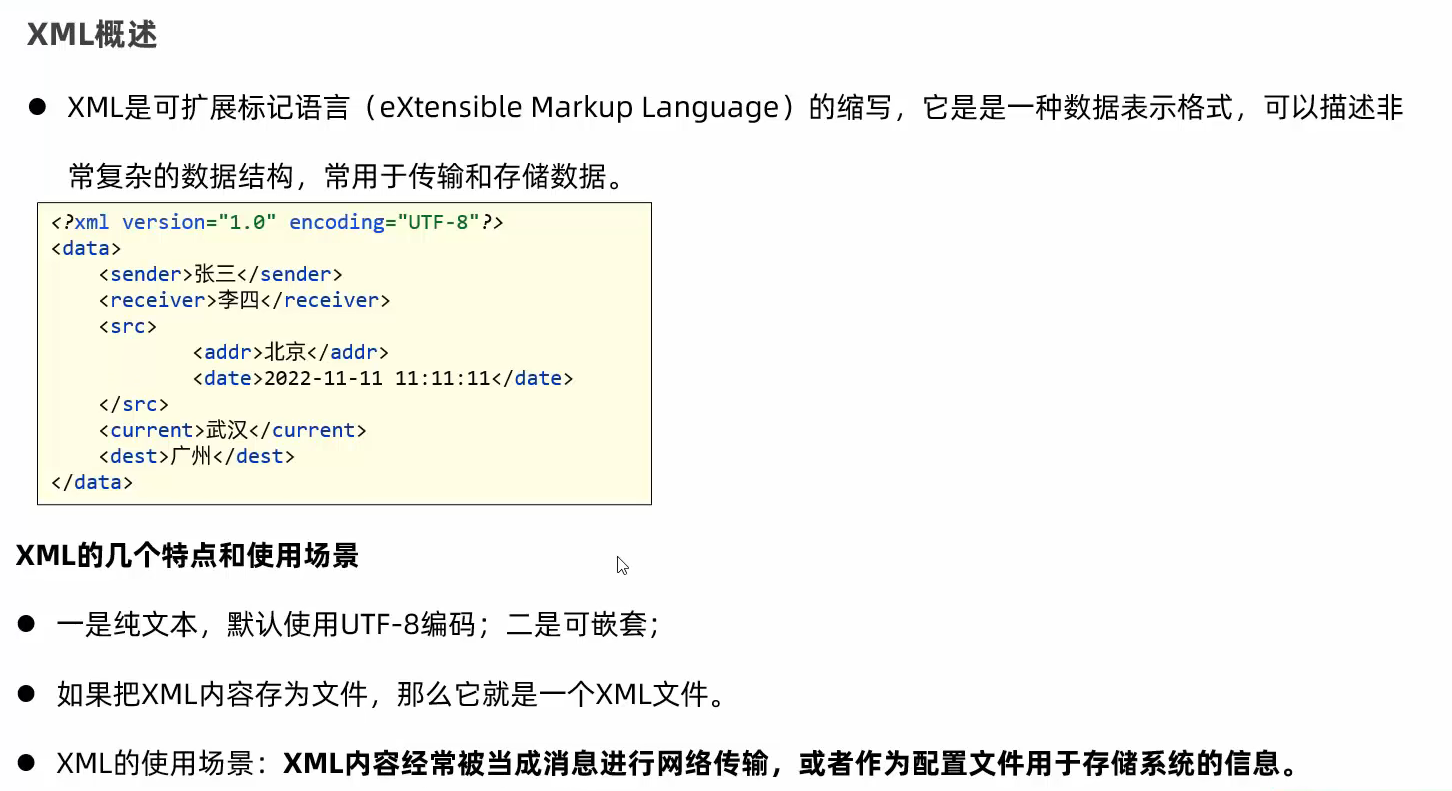 XML概述
● XML是可扩展标记语言（eXtensible Markup Language）的缩写，它是是一种数据表示格式，可以描述非
常复杂的数据结构，常用于传输和存储数据。
<?xml version="1.0" encoding="UTF-8"?>
<data>
    <sender>张三</sender>
    <receiver>李四</receiver>
    <src>
            <addr>北京</addr>
            <date>2022-11-11 11:11:11</date>
    </src>
    <current>武汉</current>
    <dest>广州</dest>
</data>
XML的几个特点和使用场景
● 一是纯文本，默认使用UTF-8编码；二是可嵌套；
● 如果把XML内容存为文件，那么它就是一个XML文件。
● XML的使用场景：XML内容经常被当成消息进行网络传输，或者作为配置文件用于存储系统的信息。